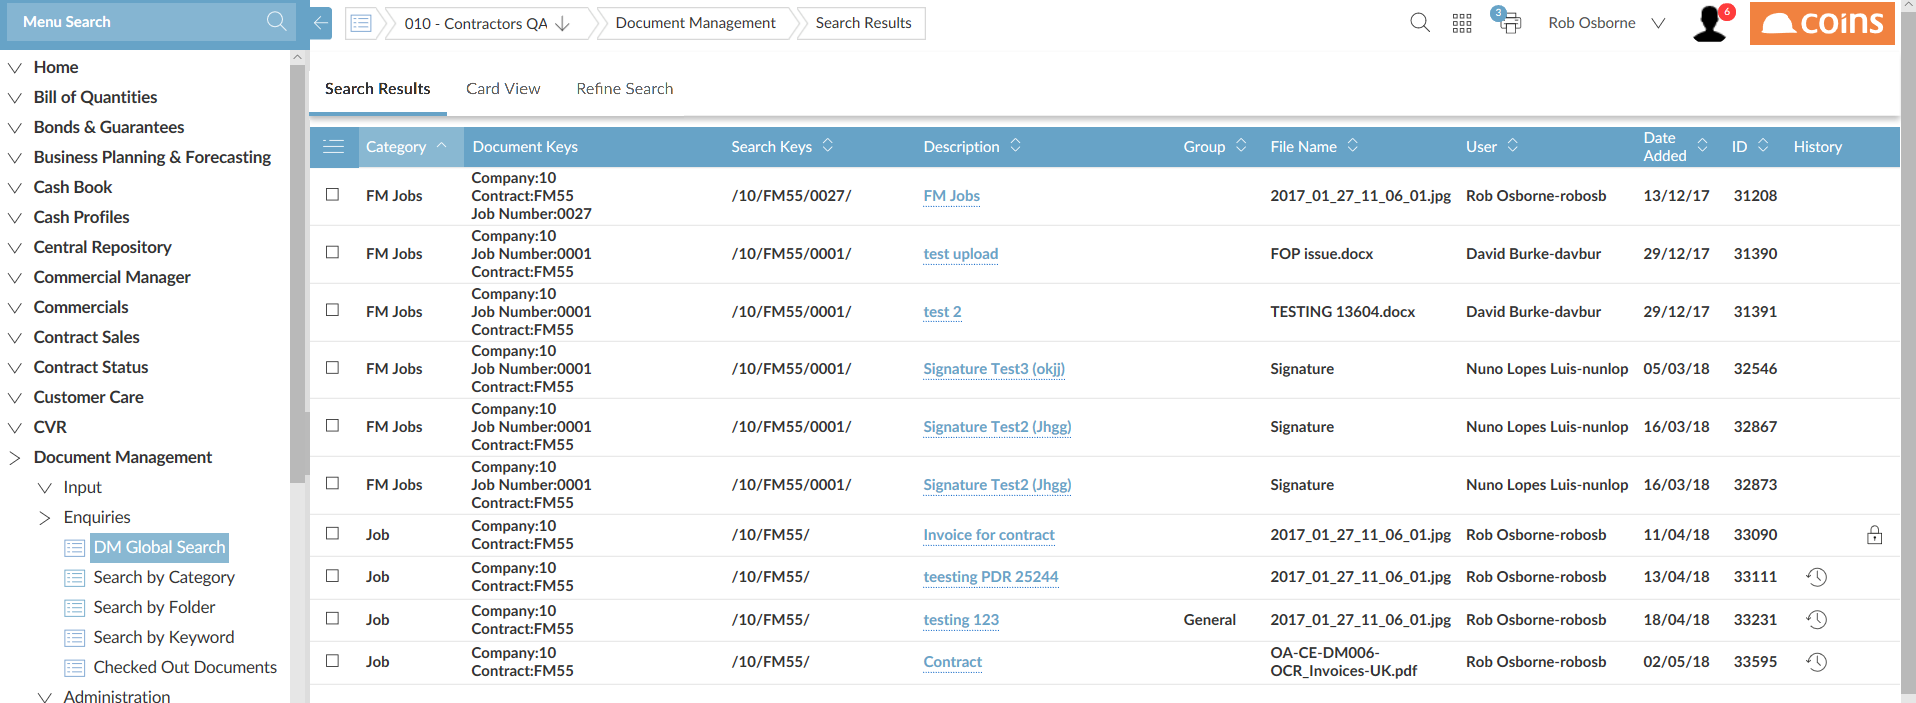 Menu Search
010 - Contractors QA
Document Management
Search Results
3
Rob Osborne
6
coins
Home
Bill of Quantities
Bonds & Guarantees
Business Planning & Forecasting
Cash Book
Cash Profiles
Central Repository
Commercial Manager
Commercials
Contract Sales
Contract Status
Customer Care
CVR
Document Management
Input
Enquiries
DM Global Search
Search by Category
Search by Folder
Search by Keyword
Checked Out Documents
Administration
Search Results Card View Refine Search
Category Document Keys Search Keys Description Group File Name User Date Added ID History
FM Jobs
Company:10
Contract:FM55
Job Number:0027
/10/FM55/0027/ FM Jobs 2017_01_27_11_06_01.jpg Rob Osborne-robosb 13/12/17 31208
FM Jobs
Company:10
Job Number:0001
Contract:FM55
/10/FM55/0001/ test upload FOP issue.docx David Burke-davbur 29/12/17 31390
FM Jobs
Company:10
Job Number:0001
Contract:FM55
/10/FM55/0001/ test 2 TESTING 13604.docx David Burke-davbur 29/12/17 31391
FM Jobs
Company:10
Job Number:0001
Contract:FM55
/10/FM55/0001/ Signature Test3 (okjj) Signature Nuno Lopes Luis-nunlop 05/03/18 32546
FM Jobs
Company:10
Job Number:0001
Contract:FM55
/10/FM55/0001/ Signature Test2 (Jhgg) Signature Nuno Lopes Luis-nunlop 16/03/18 32867
FM Jobs
Company:10
Job Number:0001
Contract:FM55
/10/FM55/0001/ Signature Test2 (Jhgg) Signature Nuno Lopes Luis-nunlop 16/03/18 32873
Job
Company:10
Contract:FM55
/10/FM55/ Invoice for contract 2017_01_27_11_06_01.jpg Rob Osborne-robosb 11/04/18 33090
Job
Company:10
Contract:FM55
/10/FM55/ teesting PDR 25244 2017_01_27_11_06_01.jpg Rob Osborne-robosb 13/04/18 33111
Job
Company:10
Contract:FM55
/10/FM55/ testing 123 General 2017_01_27_11_06_01.jpg Rob Osborne-robosb 18/04/18 33231
Job
Company:10
Contract:FM55
/10/FM55/ Contract
OA-CE-DM006-
OCR_Invoices-UK.pdf
Rob Osborne-robosb 02/05/18 33595